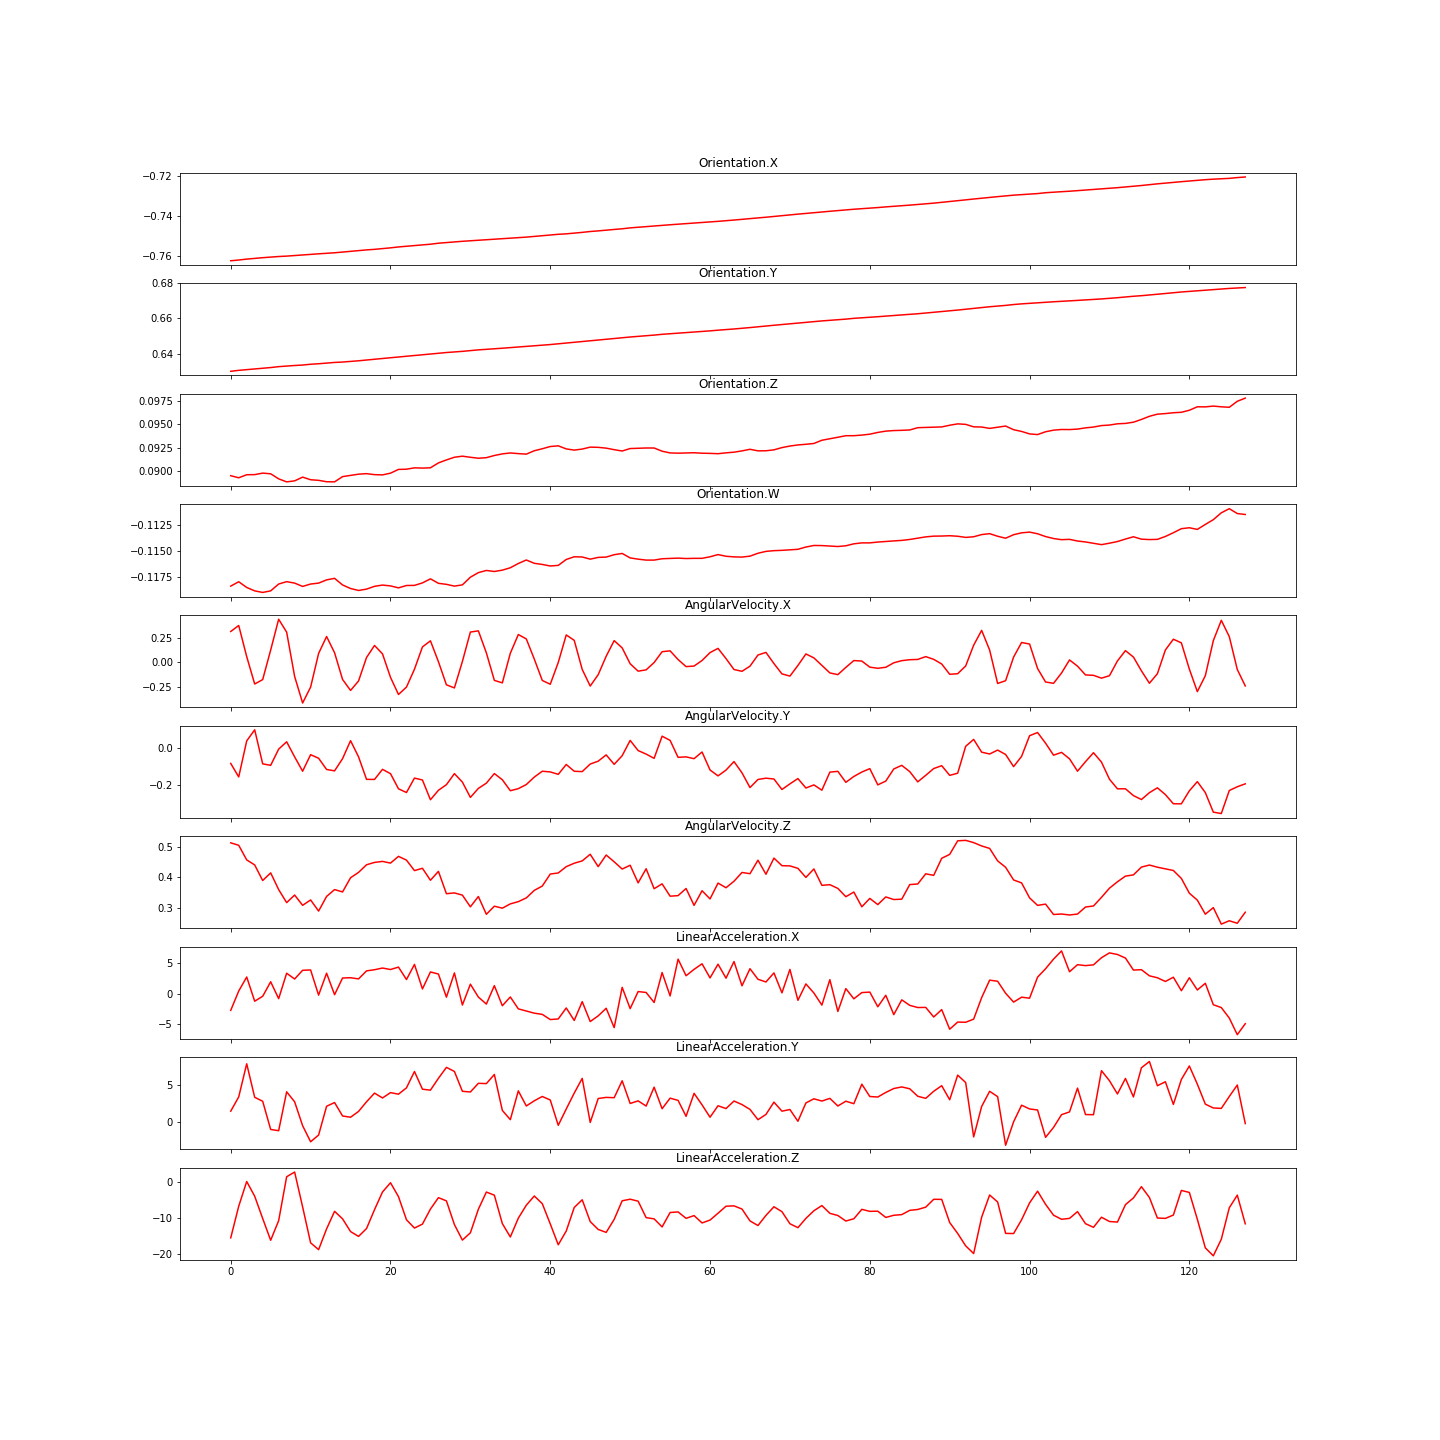 Orientation.X
−0.72
−0.74
−0.76
Orientation.Y
0.68
0.66
0.64
Orientation.Z
0.0975
0.0950
0.0925
0.0900
Orientation.W
−0.1125
−0.1150
−0.1175
AngularVelocity.X
0.25
0.00
−0.25
AngularVelocity.Y
0.0
−0.2
AngularVelocity.Z
0.5
0.4
0.3
LinearAcceleration.X
5
0
−5
LinearAcceleration.Y
5
0
LinearAcceleration.Z
0
−10
−20
0 20 40 60 80 100 120